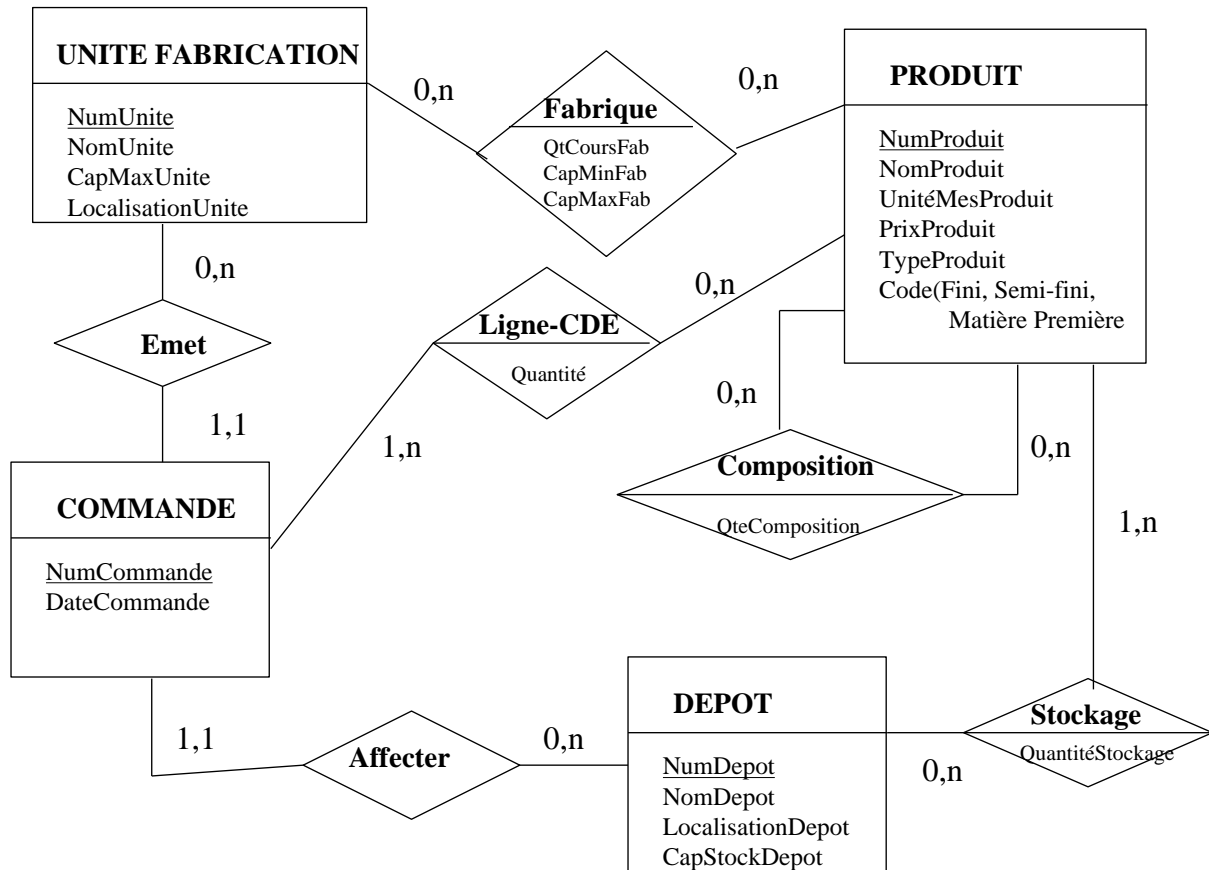 UNITE FABRICATION
NumUnite
NomUnite
CapMaxUnite
LocalisationUnite
0,n
Fabrique
QtCoursFab
CapMinFab
CapMaxFab
0,n
PRODUIT
NumProduit
NomProduit
UnitéMesProduit
PrixProduit
TypeProduit
Code(Fini, Semi-fini,
Matière Première
0,n
Emet
1,1
0,n
Ligne-CDE
Quantité
1,n
0,n
Composition
QteComposition
0,n
1,n
COMMANDE
NumCommande
DateCommande
1,1
Affecter
0,n
DEPOT
NumDepot
NomDepot
LocalisationDepot
CapStockDepot
0,n
Stockage
QuantitéStockage